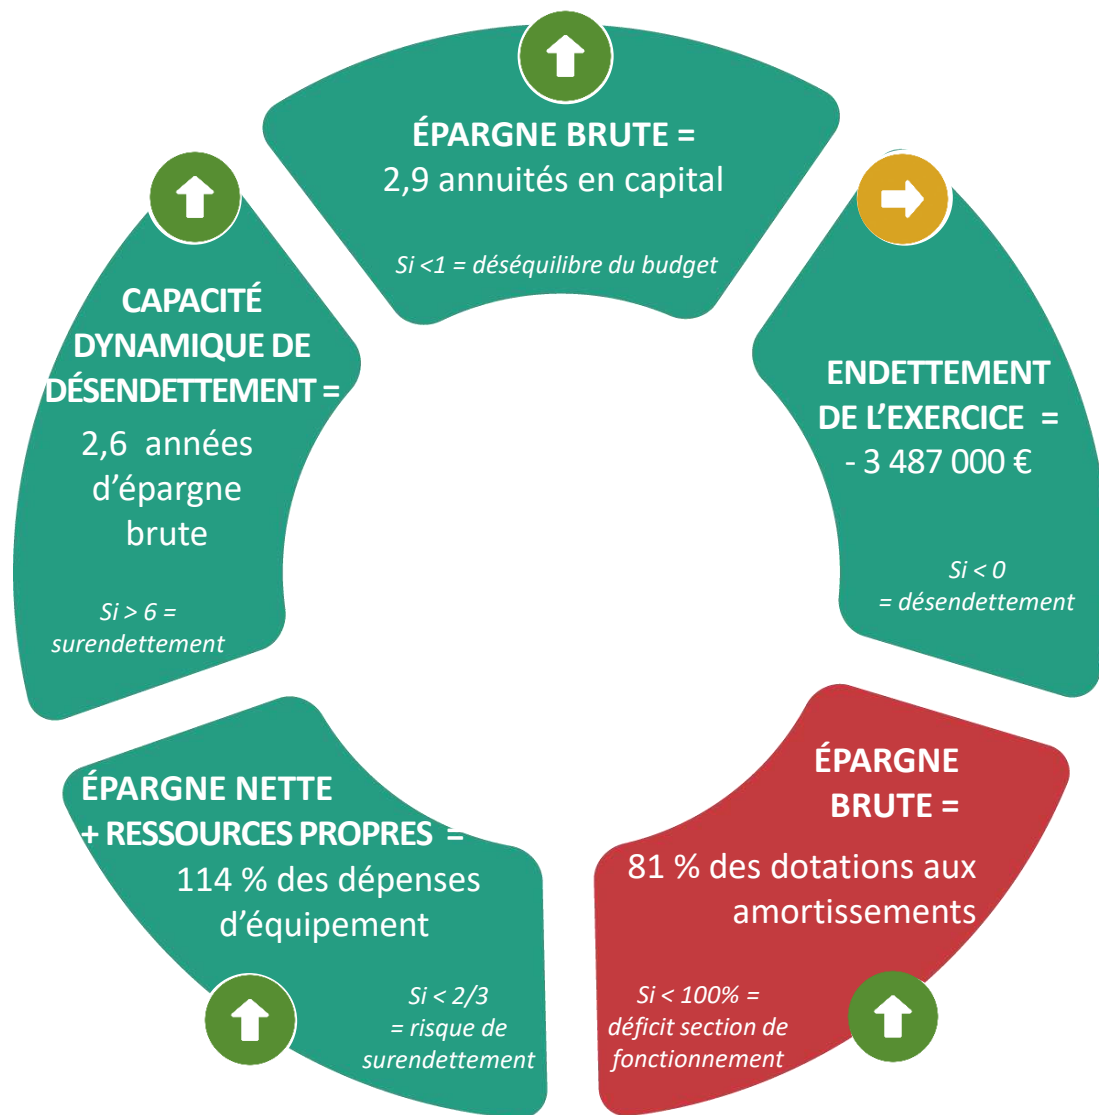 ÉPARGNE BRUTE =
2,9 annuités en capital
Si <1 = déséquilibre du budget
ENDETTEMENT
DE L’EXERCICE =
- 3 487 000 €
Si < 0
= désendettement
ÉPARGNE
BRUTE =
81 % des dotations aux
amortissements
Si < 100% =
déficit section de
fonctionnement
ÉPARGNE NETTE
+ RESSOURCES PROPRES =
114 % des dépenses
d’équipement
Si < 2/3
= risque de
surendettement
CAPACITÉ
DYNAMIQUE DE
DÉSENDETTEMENT =
2,6 années
d’épargne
brute
Si > 6 =
surendettement